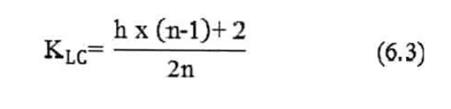 K_LC = h x (n-1)+ 2 / 2n (6.3)